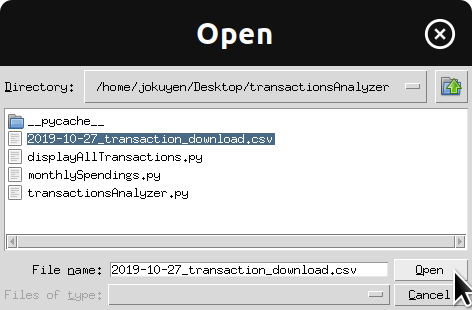 Open
Directory: /home/jokuyen/Desktop/transactionsAnalyzer
__pycache__
2019-10-27_transaction_download.csv
displayAllTransactions.py
monthlySpendings.py
transactionsAnalyzer.py
File name: 2019-10-27_transaction_download.csv Open
Files of type: Cancel